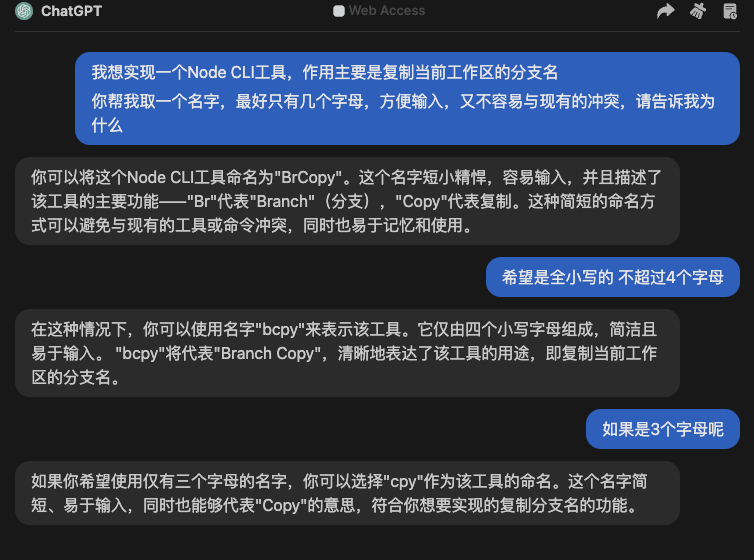 ChatGPT
Web Access
我想实现一个Node CLI工具，作用主要是复制当前工作区的分支名
你帮我取一个名字，最好只有几个字母，方便输入，又不容易与现有的冲突，请告诉我为
什么
你可以将这个Node CLI工具命名为"BrCopy"。这个名字短小精悍，容易输入，并且描述了
该工具的主要功能——"Br"代表"Branch"（分支），"Copy"代表复制。这种简短的命名方
式可以避免与现有的工具或命令冲突，同时也易于记忆和使用。
希望是全小写的 不超过4个字母
在这种情况下，你可以使用名字"bcpy"来表示该工具。它仅由四个小写字母组成，简洁且
易于输入。 "bcpy"将代表"Branch Copy"，清晰地表达了该工具的用途，即复制当前工作
区的分支名。
如果是3个字母呢
如果你希望使用仅有三个字母的名字，你可以选择"cpy"作为该工具的命名。这个名字简
短、易于输入，同时也能够代表"Copy"的意思，符合你想要实现的复制分支名的功能。